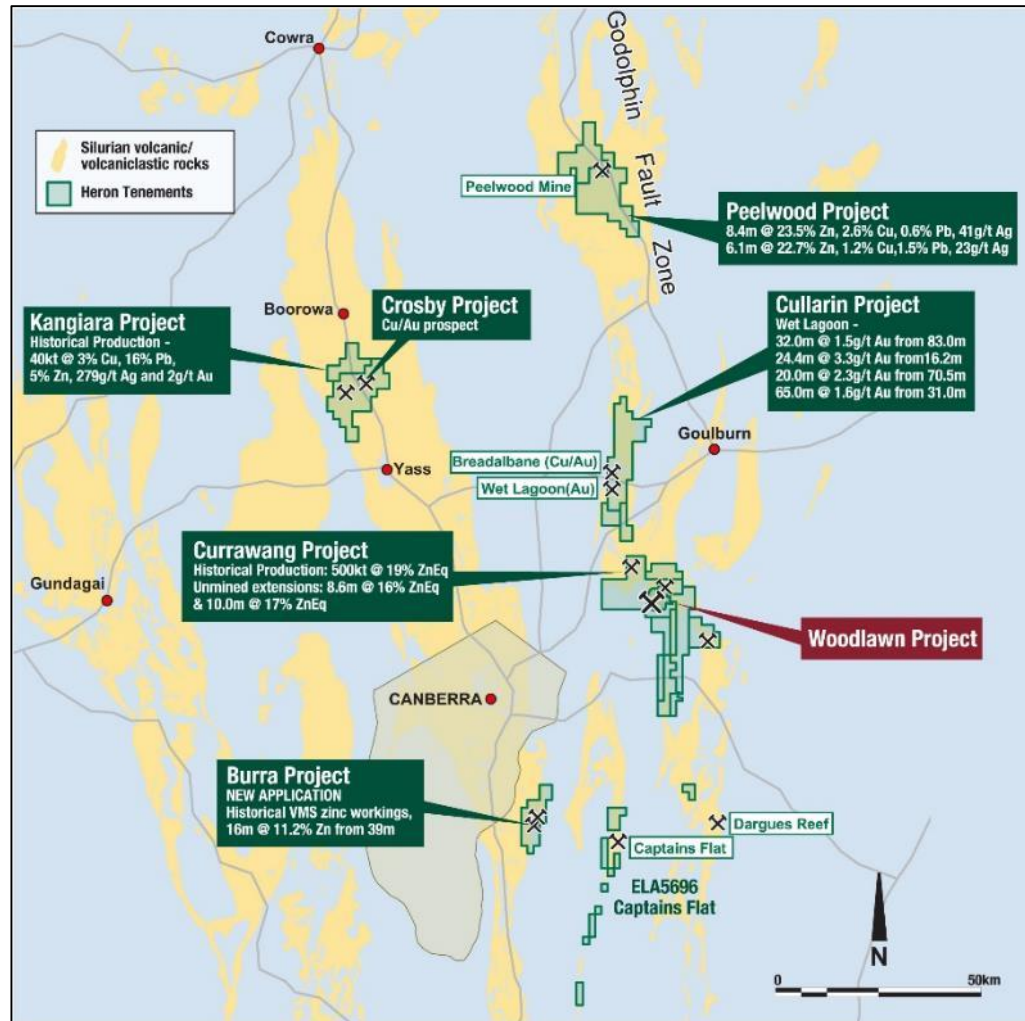 Cowra
Godolphin
Fault
Zone
Silurian volcanic/
volcaniclastic rocks
Heron Tenements
Peelwood Mine
Peelwood Project
8.4m @ 23.5% Zn, 2.6% Cu, 0.6% Pb, 41g/t Ag
6.1m @ 22.7% Zn, 1.2% Cu,1.5% Pb, 23g/t Ag
Boorowa
Crosby Project
Cu/Au prospect
Kangiara Project
Historical Production -
40kt @ 3% Cu, 16% Pb,
5% Zn, 279g/t Ag and 2g/t Au
Cullarin Project
Wet Lagoon -
32.0m @ 1.5g/t Au from 83.0m
24.4m @ 3.3g/t Au from16.2m
20.0m @ 2.3g/t Au from 70.5m
65.0m @ 1.6g/t Au from 31.0m
Goulburn
Yass
Breadalbane (Cu/Au)
Wet Lagoon(Au)
Currawang Project
Historical Production: 500kt @ 19% ZnEq
Unmined extensions: 8.6m @ 16% ZnEq
& 10.0m @ 17% ZnEq
Gundagai
Woodlawn Project
CANBERRA
Burra Project
NEW APPLICATION
Historical VMS zinc workings,
16m @ 11.2% Zn from 39m
Dargues Reef
Captains Flat
ELA5696
Captains Flat
N
0 50km